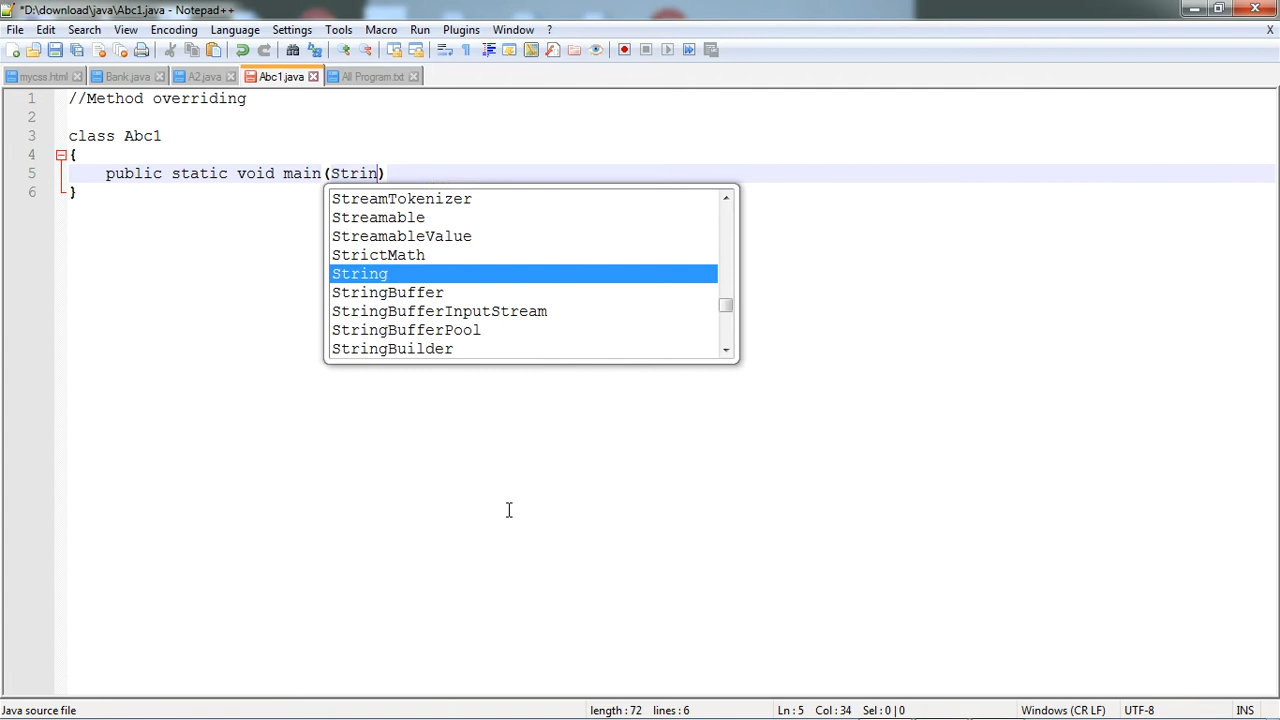 *D:\download\java\Abc1.java - Notepad++
File Edit Search View Encoding Language Settings Tools Macro Run Plugins Window ? X
mycss.html Bank.java A2.java Abc1.java All Program.txt
1 //Method overriding
2
3 class Abc1
4 {
5 public static void main(Strin)
6 }
StreamTokenizer
Streamable
StreamableValue
StrictMath
String
StringBuffer
StringBufferInputStream
StringBufferPool
StringBuilder
Java source file length : 72 lines : 6 Ln : 5 Col : 34 Sel : 0 | 0 Windows (CR LF) UTF-8 INS